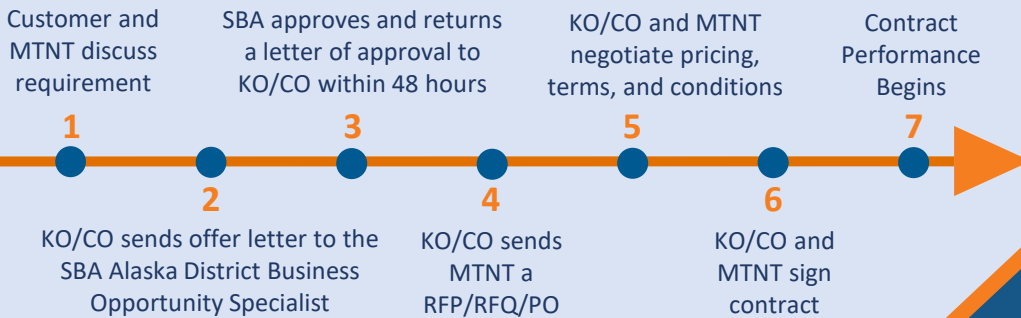 Customer and
MTNT discuss
requirement
1
2
KO/CO sends offer letter to the
SBA Alaska District Business
Opportunity Specialist
SBA approves and returns
a letter of approval to
KO/CO within 48 hours
3
4
KO/CO sends
MTNT a
RFP/RFQ/PO
KO/CO and MTNT
negotiate pricing,
terms, and conditions
5
6
KO/CO and
MTNT sign
contract
Contract
Performance
Begins
7